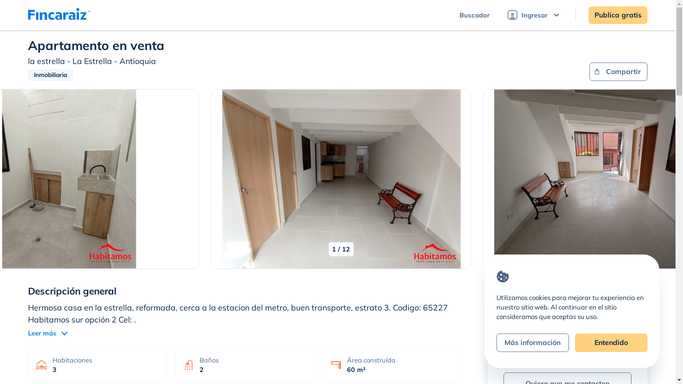 Fincaraiz
Buscador
Ingresar
Publica gratis
Apartamento en venta
la estrella - La Estrella - Antioquia
Inmobiliaria
Compartir
Habitamos
1 / 12
Habitamos
Descripción general
Hermosa casa en la estrella, reformada, cerca a la estacion del metro, buen transporte, estrato 3. Codigo: 65227
Habitamos sur opción 2 Cel: .
Leer más
Habitaciones
3
Baños
2
Área construída
60 m²
Utilizamos cookies para mejorar tu experiencia en
nuestro sitio web. Al continuar en el sitio
consideramos que aceptas su uso.
Más información
Entendido
Quiero que me contacten